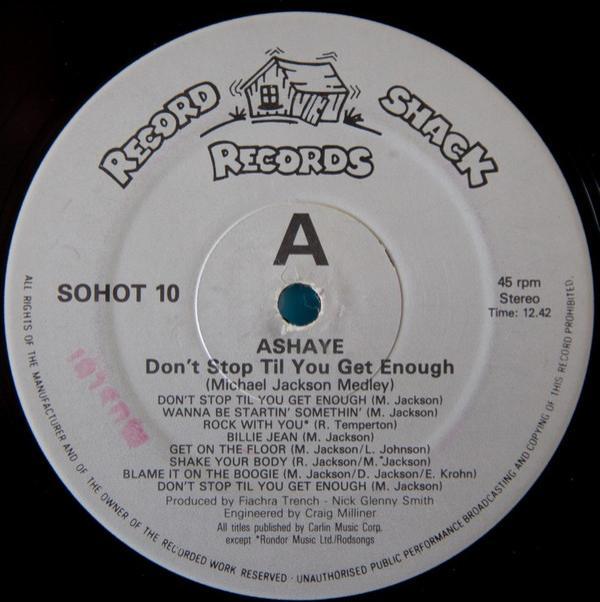 RECORD SHACK
RECORDS
A
SOHOT 10
45 rpm
Stereo
Time: 12.42
ASHAYE
Don't Stop Til You Get Enough
(Michael Jackson Medley)
DON'T STOP TIL YOU GET ENOUGH (M. Jackson)
WANNA BE STARTIN' SOMETHIN' (M. Jackson)
ROCK WITH YOU* (R. Temperton)
BILLIE JEAN (M. Jackson)
GET ON THE FLOOR (M. Jackson/L. Johnson)
SHAKE YOUR BODY (R. Jackson/M. Jackson)
BLAME IT ON THE BOOGIE (M. Jackson/D. Jackson/E. Krohn)
DON'T STOP TIL YOU GET ENOUGH (M. Jackson)
Produced by Fiachra Trench - Nick Glenny Smith
Engineered by Craig Milliner
All titles published by Carlin Music Corp.
except *Rondor Music Ltd/Rodsongs
ALL RIGHTS OF THE MANUFACTURER AND OF THE OWNER OF THE RECORDED WORK RESERVED · UNAUTHORISED PUBLIC PERFORMANCE BROADCASTING AND COPYING OF THIS RECORD PROHIBITED.